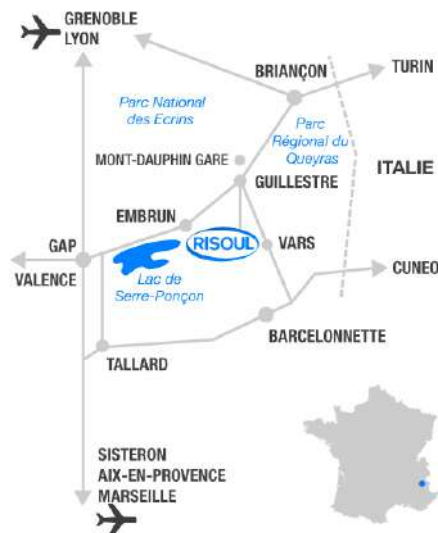 GRENOBLE
LYON
BRIANÇON
TURIN
Parc National
des Ecrins
Parc
Régional du
Queyras
MONT-DAUPHIN GARE
ITALIE
GUILLESTRE
EMBRUN
RISOUL
VARS
GAP
VALENCE
Lac de
Serre-Ponçon
CUNEO
BARCELONNETTE
TALLARD
SISTERON
AIX-EN-PROVENCE
MARSEILLE